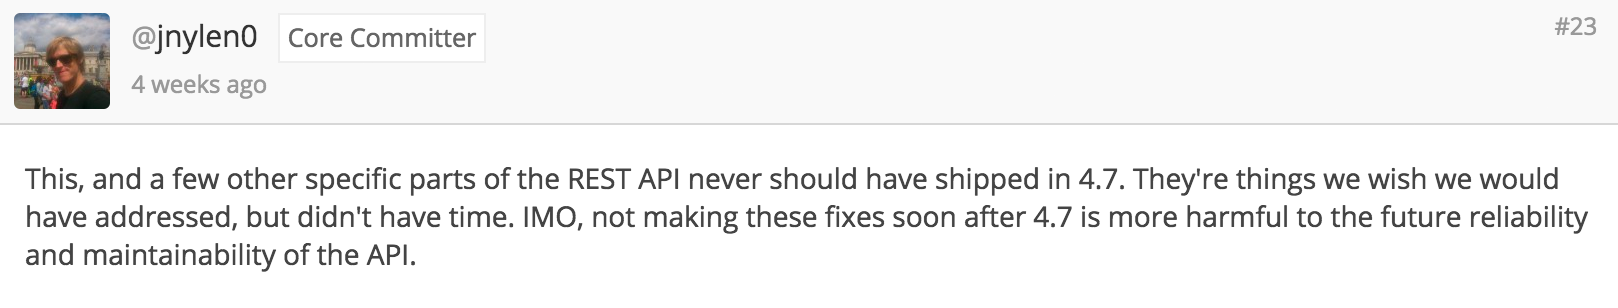 @jnylen0 Core Committer #23
4 weeks ago
This, and a few other specific parts of the REST API never should have shipped in 4.7. They're things we wish we would
have addressed, but didn't have time. IMO, not making these fixes soon after 4.7 is more harmful to the future reliability
and maintainability of the API.